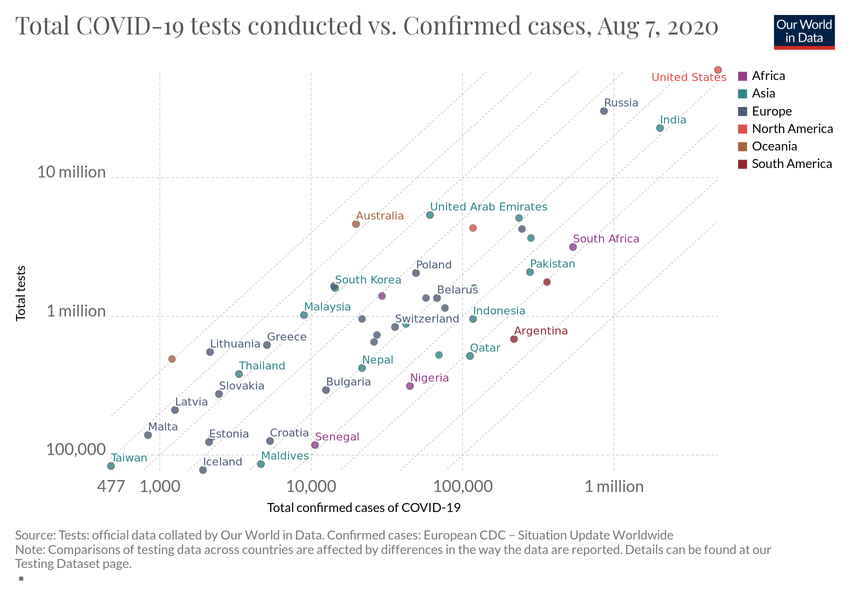 Total COVID-19 tests conducted vs. Confirmed cases, Aug 7, 2020
Our World
in Data
United States
Africa
Asia
Europe
North America
Oceania
South America
Russia
India
10 million
United Arab Emirates
Australia
South Africa
Poland
Pakistan
South Korea
Belarus
Malaysia
Indonesia
1 million
Switzerland
Argentina
Lithuania
Greece
Qatar
Thailand
Nepal
Slovakia
Bulgaria
Nigeria
Latvia
Malta
Estonia
Croatia
Senegal
100,000
Taiwan
Iceland
Maldives
Total tests
477
1,000
10,000
100,000
1 million
Total confirmed cases of COVID-19
Source: Tests: official data collated by Our World in Data. Confirmed cases: European CDC – Situation Update Worldwide
Note: Comparisons of testing data across countries are affected by differences in the way the data are reported. Details can be found at our
Testing Dataset page.